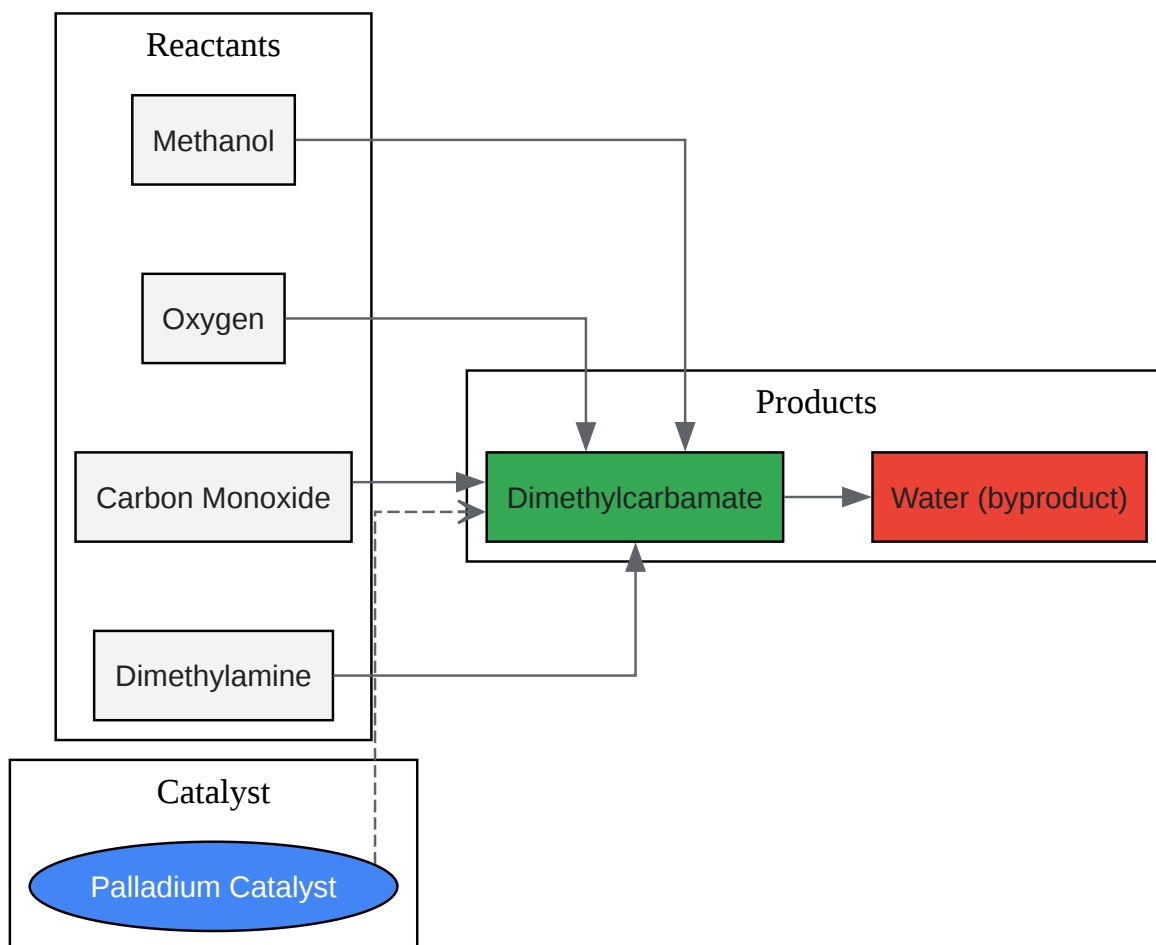 Reactants
Methanol
Oxygen
Carbon Monoxide
Dimethylamine
Products
Dimethylcarbamate
Water (byproduct)
Catalyst
Palladium Catalyst